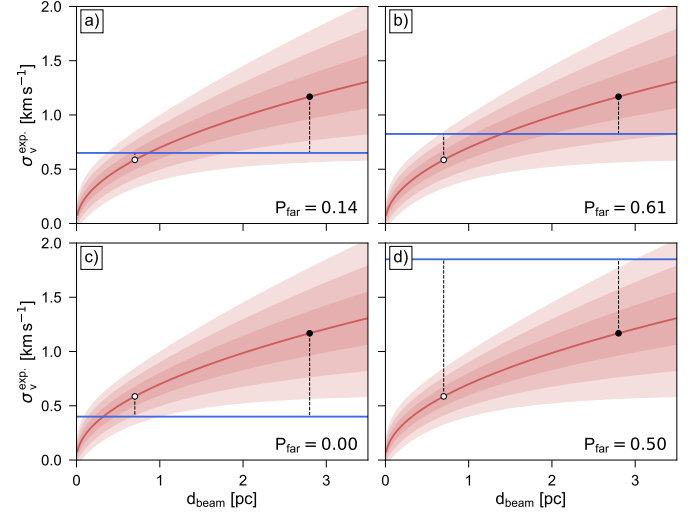 a)
b)
2.0
1.5
1.0
0.5
0.0
σ_v^exp. [km s⁻¹]
P_far = 0.14
P_far = 0.61
c)
d)
2.0
1.5
1.0
0.5
0.0
σ_v^exp. [km s⁻¹]
P_far = 0.00
P_far = 0.50
0 1 2 3
0 1 2 3
d_beam [pc]
d_beam [pc]